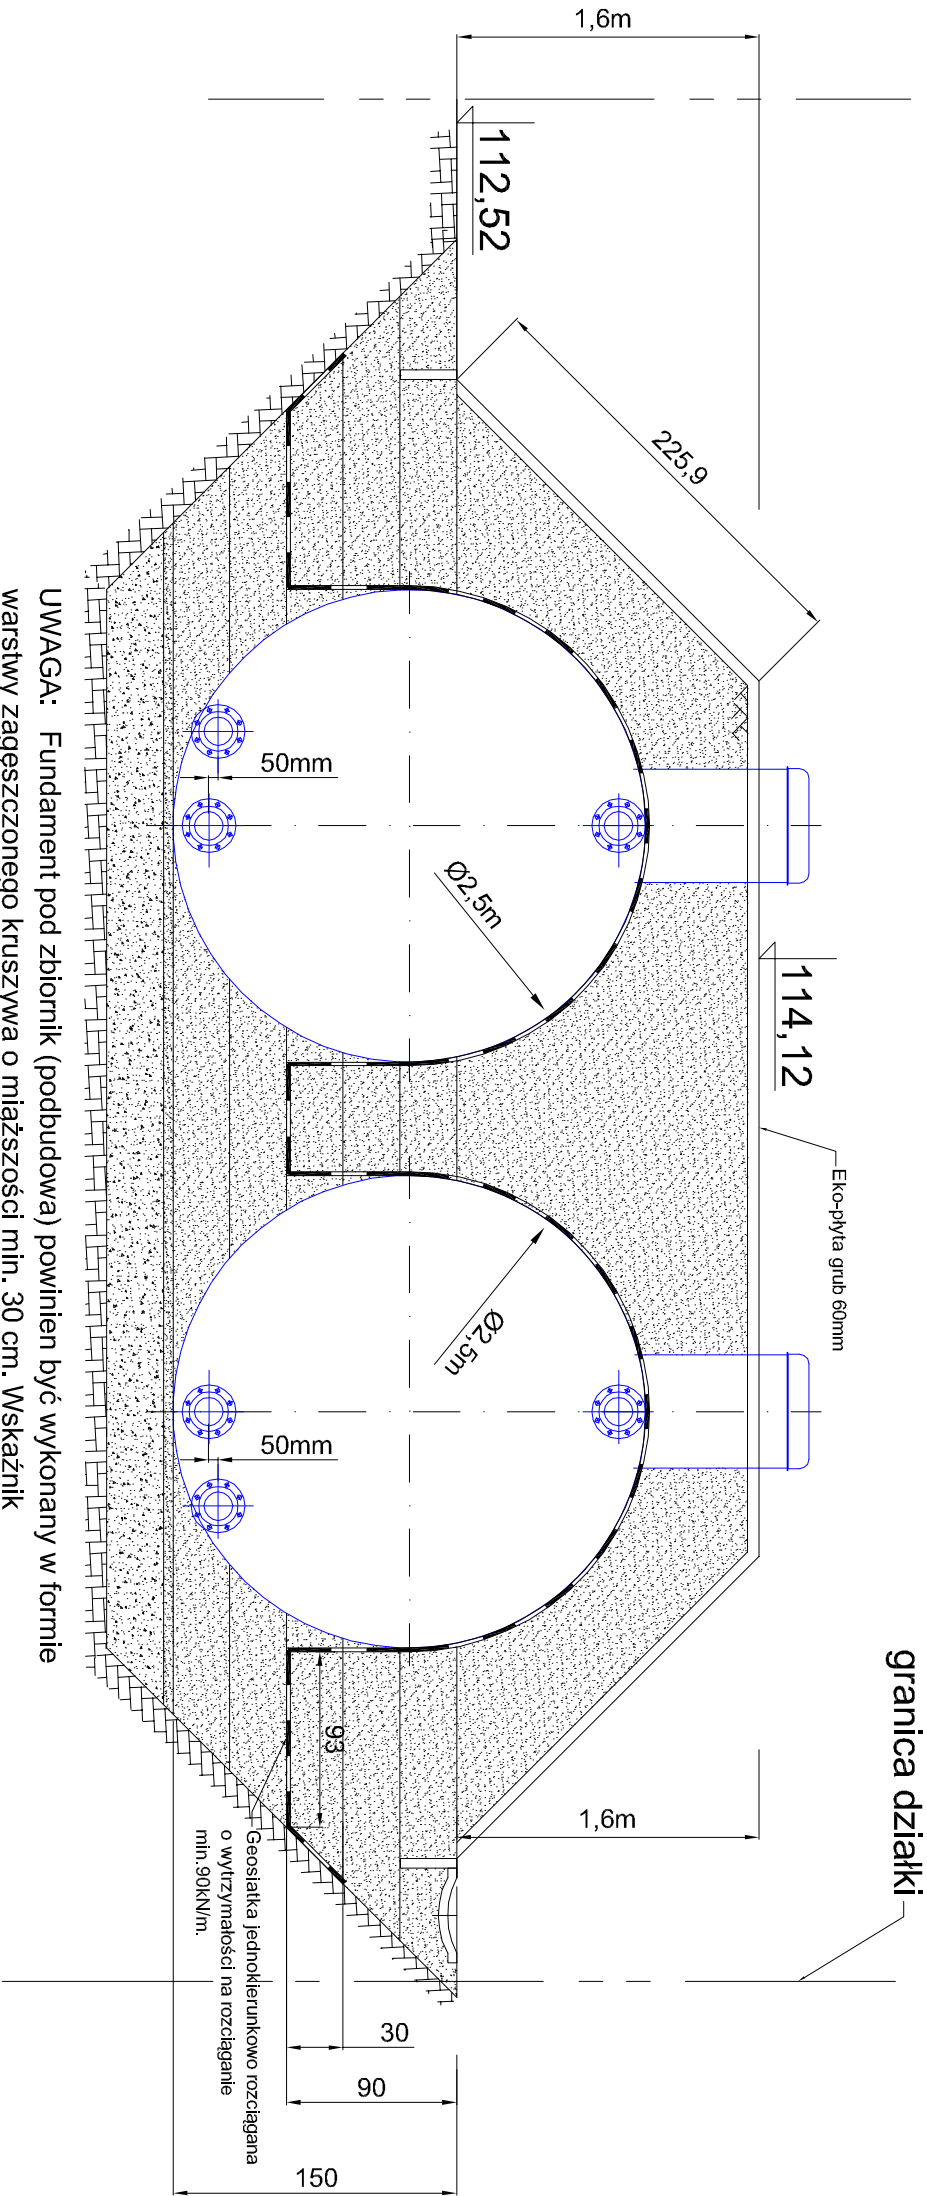 granica działki
1,6m
1,6m
Eko-płyta grub 60mm
114,12
112,52
225,9
Ø2,5m
Ø2,5m
50mm
50mm
93
30
90
150
Geosiatka jednokierunkowo rozciągana
o wytrzymałości na rozciąganie
min.90kN/m.
UWAGA: Fundament pod zbiornik (podbudowa) powinien być wykonany w formie
warstwy zagęszczonego kruszywa o miąższości min. 30 cm. Wskaźnik